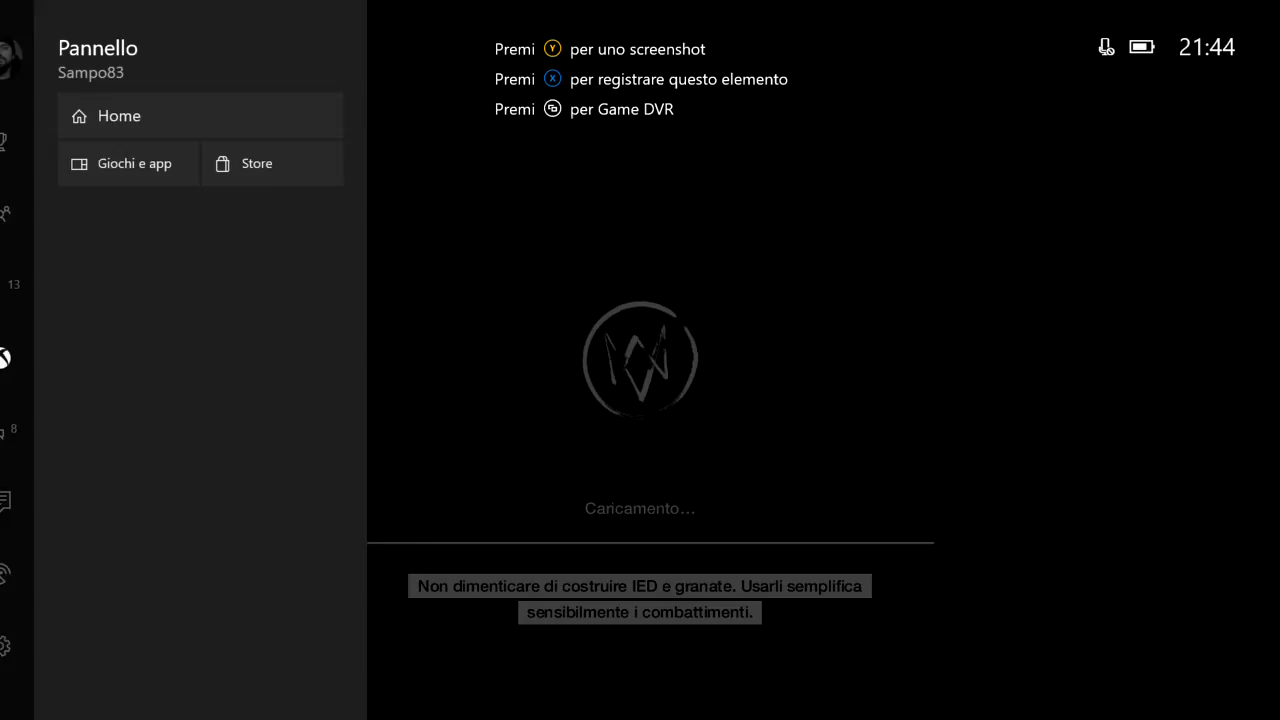 Pannello
Sampo83
Home
Giochi e app
Store
13
8
Premi Y per uno screenshot
Premi X per registrare questo elemento
Premi per Game DVR
21:44
Caricamento...
Non dimenticare di costruire IED e granate. Usarli semplifica
sensibilmente i combattimenti.